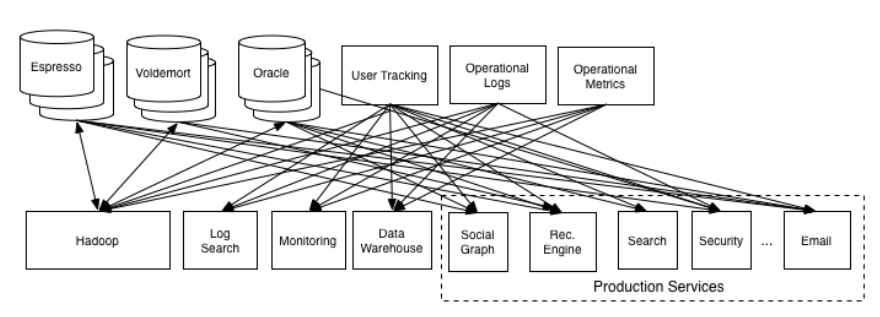 Espresso
Voldemort
Oracle
User Tracking
Operational
Logs
Operational
Metrics
Hadoop
Log
Search
Monitoring
Data
Warehouse
Social
Graph
Rec.
Engine
Search
Security
...
Email
Production Services